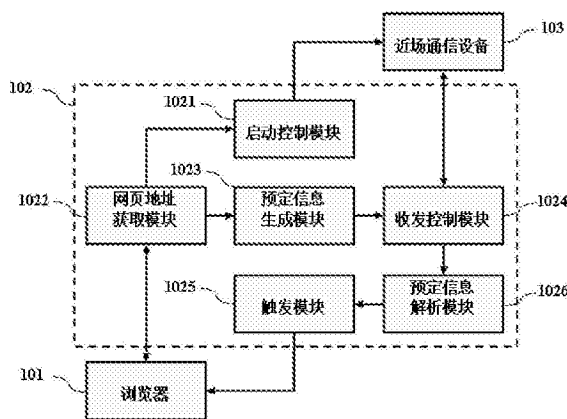 103
近场通信设备
102
1021
启动控制模块
1023
网页地址
获取模块
1022
预定信息
生成模块
收发控制模块
1024
1025
触发模块
预定信息
解析模块
1026
101
浏览器